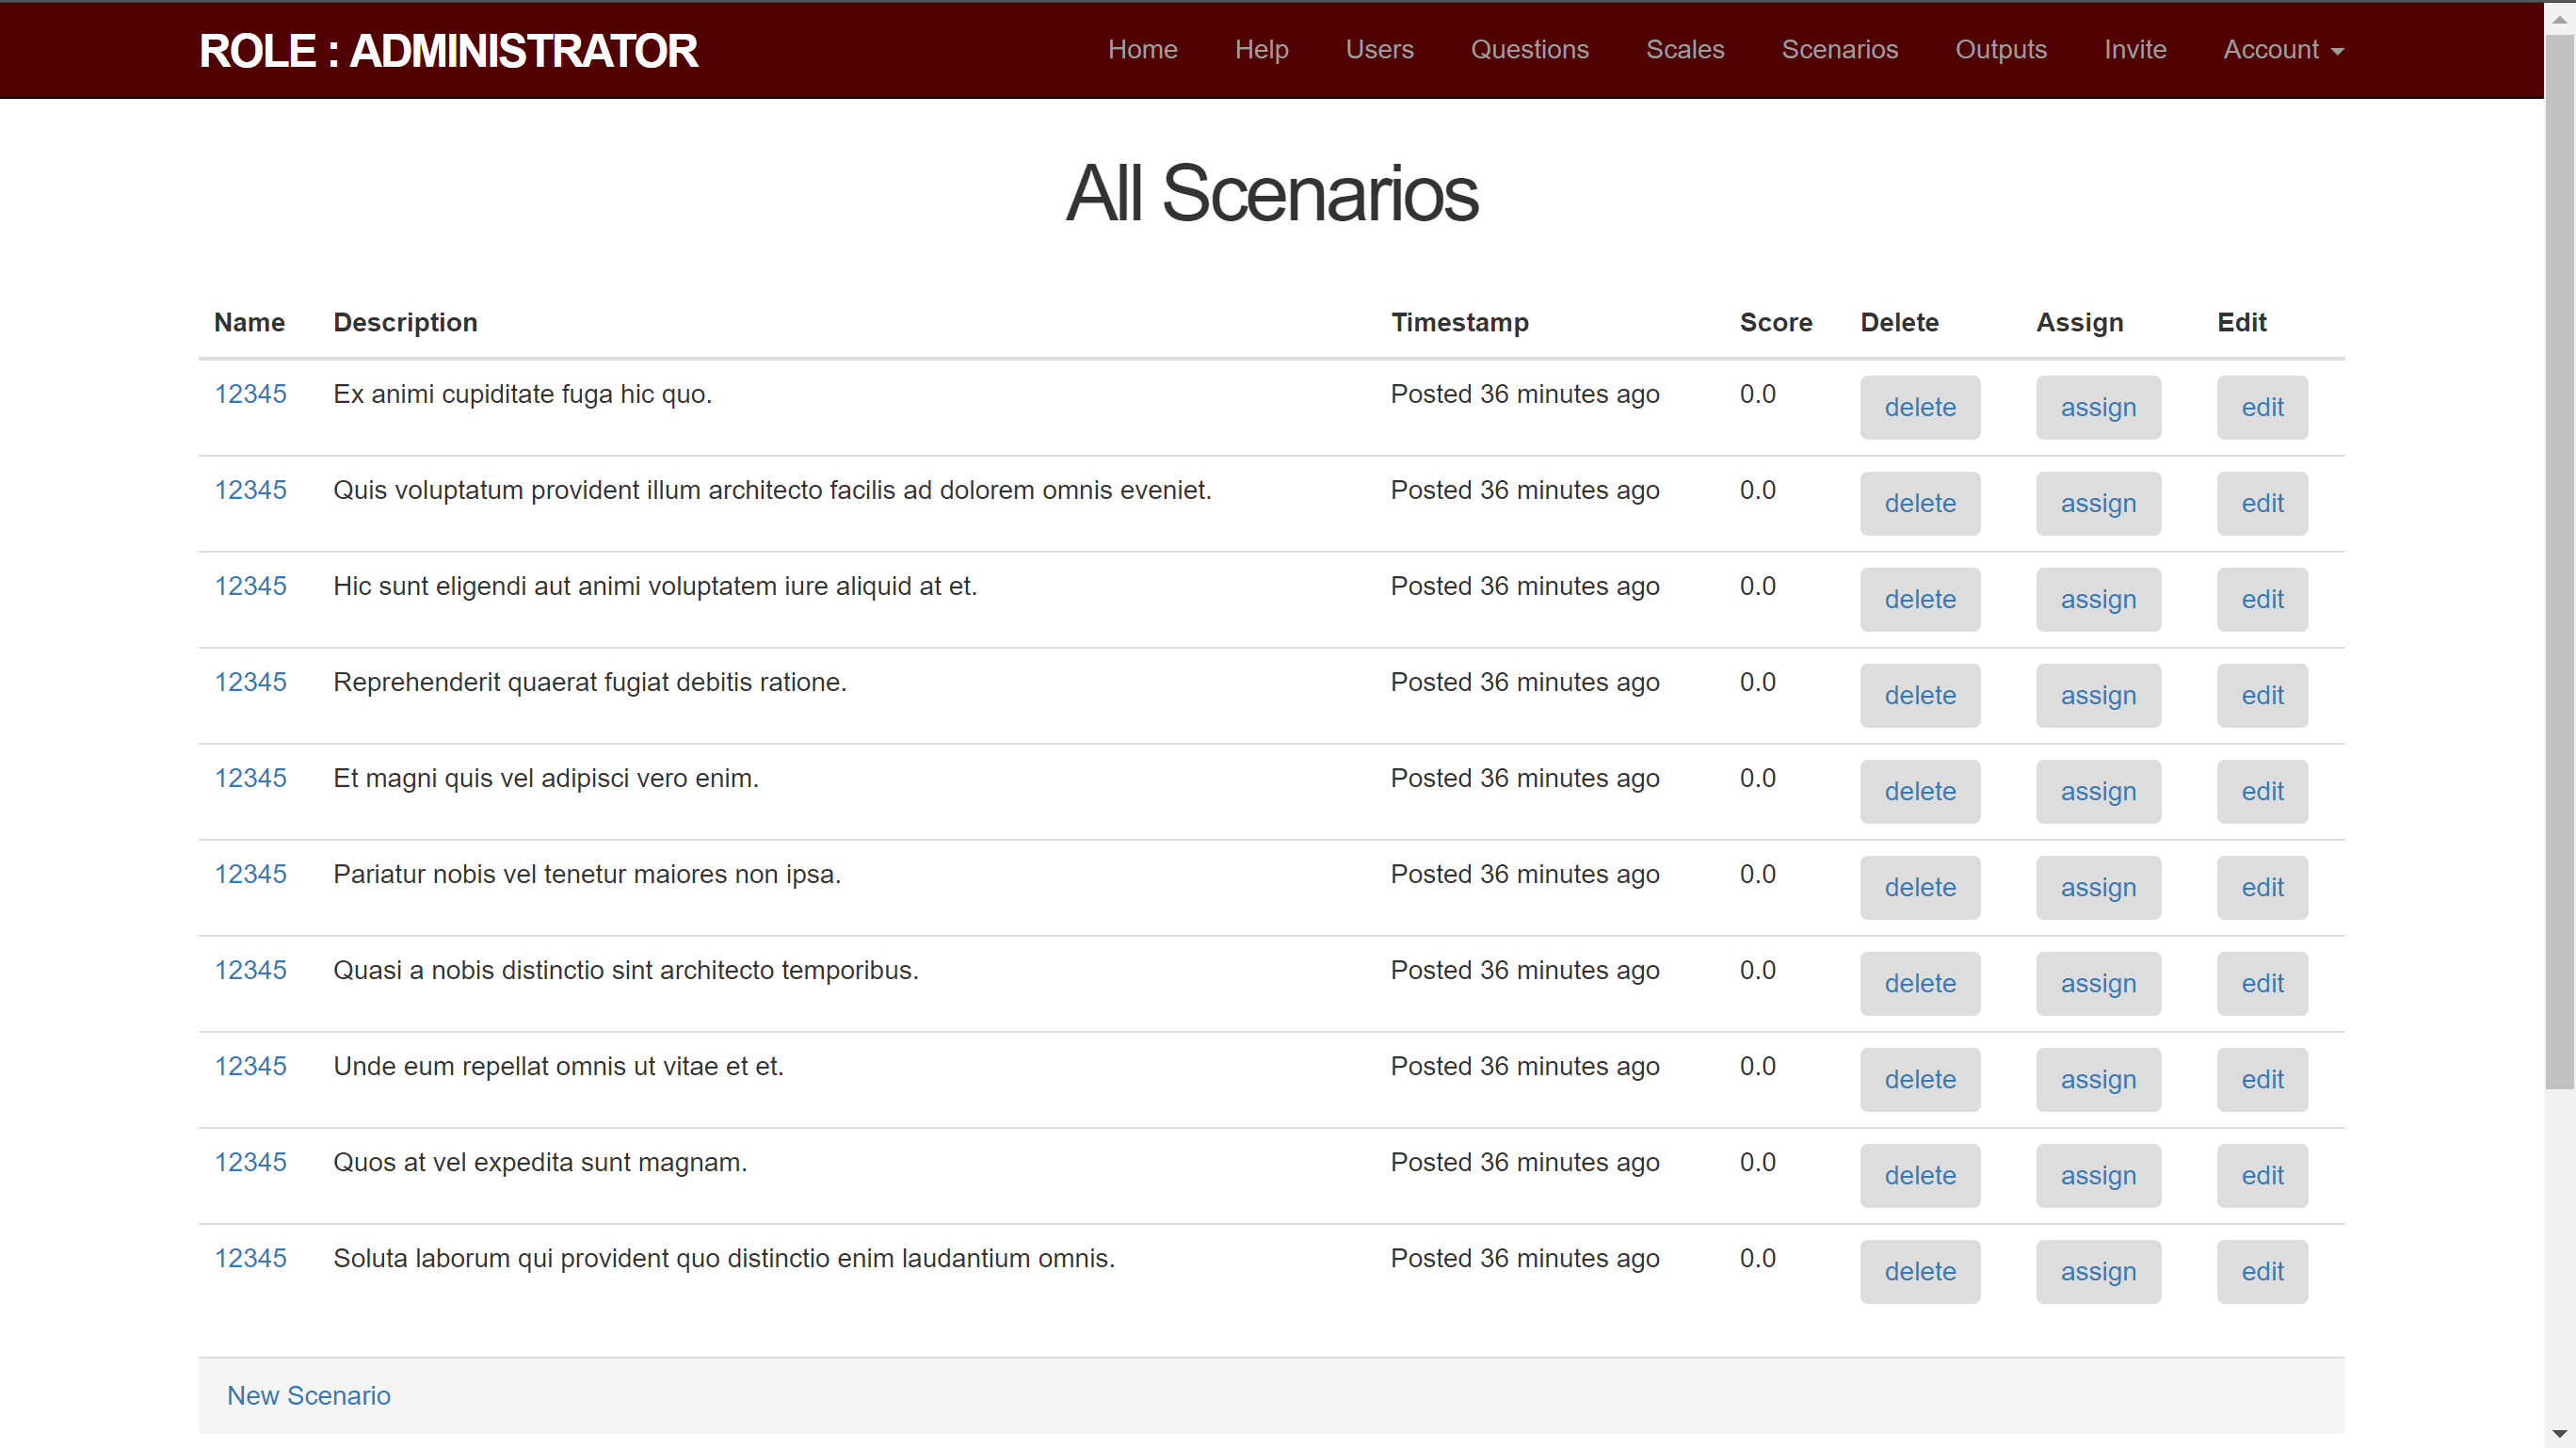 ROLE : ADMINISTRATOR Home Help Users Questions Scales Scenarios Outputs Invite Account
All Scenarios
Name Description Timestamp Score Delete Assign Edit
12345 Ex animi cupiditate fuga hic quo. Posted 36 minutes ago 0.0 delete assign edit
12345 Quis voluptatum provident illum architecto facilis ad dolorem omnis eveniet. Posted 36 minutes ago 0.0 delete assign edit
12345 Hic sunt eligendi aut animi voluptatem iure aliquid at et. Posted 36 minutes ago 0.0 delete assign edit
12345 Reprehenderit quaerat fugiat debitis ratione. Posted 36 minutes ago 0.0 delete assign edit
12345 Et magni quis vel adipisci vero enim. Posted 36 minutes ago 0.0 delete assign edit
12345 Pariatur nobis vel tenetur maiores non ipsa. Posted 36 minutes ago 0.0 delete assign edit
12345 Quasi a nobis distinctio sint architecto temporibus. Posted 36 minutes ago 0.0 delete assign edit
12345 Unde eum repellat omnis ut vitae et et. Posted 36 minutes ago 0.0 delete assign edit
12345 Quos at vel expedita sunt magnam. Posted 36 minutes ago 0.0 delete assign edit
12345 Soluta laborum qui provident quo distinctio enim laudantium omnis. Posted 36 minutes ago 0.0 delete assign edit
New Scenario